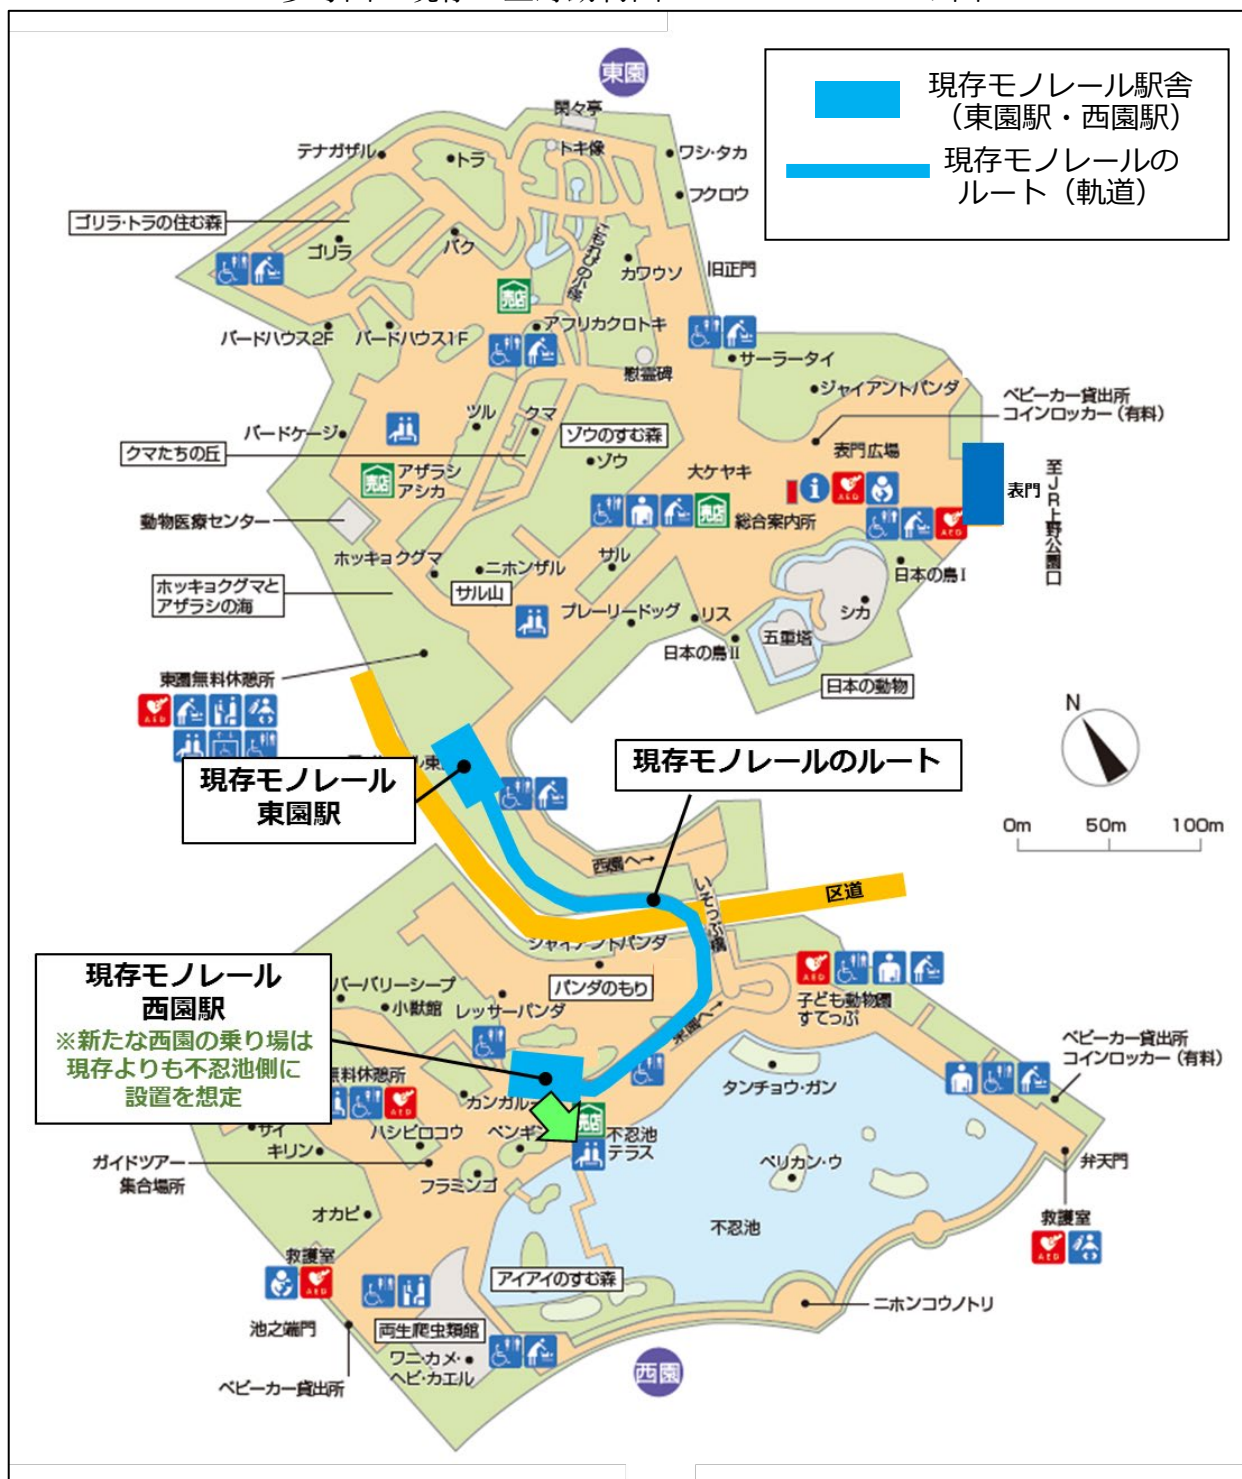 東園
現存モノレール駅舎
（東園駅・西園駅）
現存モノレールの
ルート（軌道）
閑々亭
テナガザル
トラ
トキ像
ワシ・タカ
フクロウ
ゴリラ・トラの住む森
ゴリラ
バク
こもれびの小径
カワウソ
旧正門
売店
バードハウス2F
バードハウス1F
アフリカクロトキ
慰霊碑
サーラータイ
ジャイアントパンダ
ベビーカー貸出所
コインロッカー（有料）
ツル
クマ
バードケージ
クマたちの丘
ゾウのすむ森
ゾウ
表門広場
大ケヤキ
売店
アザラシ
アシカ
AED
表門
至JR上野公園口
動物医療センター
売店
総合案内所
AED
ホッキョクグマ
ニホンザル
サル
日本の鳥Ⅰ
ホッキョクグマと
アザラシの海
サル山
プレーリードッグ
リス
シカ
五重塔
日本の鳥Ⅱ
東園無料休憩所
日本の動物
AED
N
現存モノレール
東園駅
現存モノレールのルート
0m 50m 100m
西園へ→
いそっぷ橋
区道
ジャイアントパンダ
現存モノレール
西園駅
※新たな西園の乗り場は
現存よりも不忍池側に
設置を想定
バーバリーシープ
小獣館
レッサーパンダ
パンダのもり
東園へ→
AED
子ども動物園
すてっぷ
ベビーカー貸出所
コインロッカー（有料）
タンチョウ・ガン
無料休憩所
AED
カンガルー
サイ
キリン
ハシビロコウ
ペンギン
売店
不忍池
テラス
ペリカン・ウ
弁天門
ガイドツアー
集合場所
フラミンゴ
オカピ
不忍池
救護室
AED
救護室
AED
アイアイのすむ森
ニホンコウノトリ
池之端門
両生爬虫類館
ワニ・カメ・
ヘビ・カエル
ベビーカー貸出所
西園